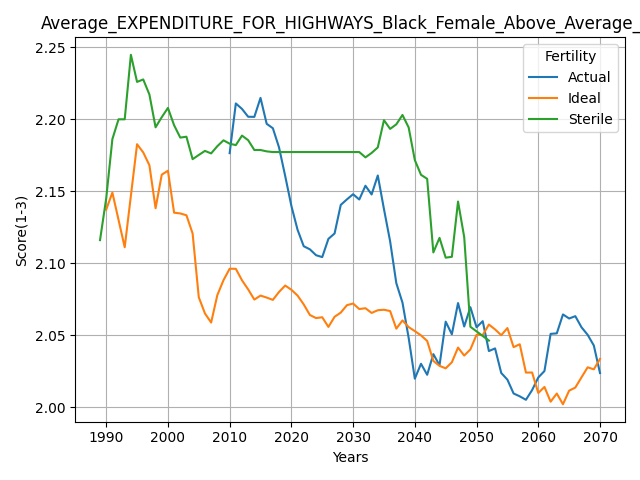 Average_EXPENDITURE_FOR_HIGHWAYS_Black_Female_Above_Average_
Fertility
Actual
Ideal
Sterile
Score(1-3)
2.25
2.20
2.15
2.10
2.05
2.00
1990 2000 2010 2020 2030 2040 2050 2060 2070
Years